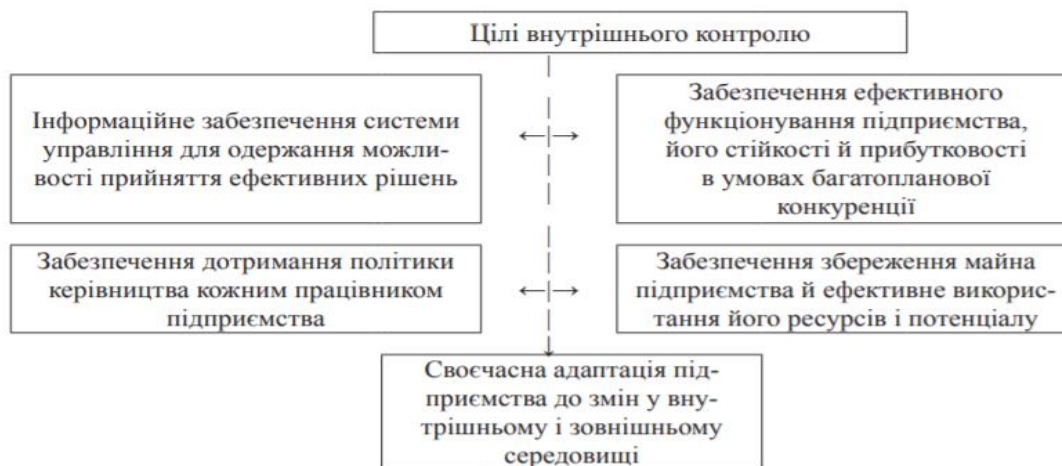 Цілі внутрішнього контролю
Інформаційне забезпечення системи
управління для одержання можли-
вості прийняття ефективних рішень
Забезпечення ефективного
функціонування підприємства,
його стійкості й прибутковості
в умовах багатопланової
конкуренції
Забезпечення дотримання політики
керівництва кожним працівником
підприємства
Забезпечення збереження майна
підприємства й ефективне викорис-
тання його ресурсів і потенціалу
Своєчасна адаптація під-
приємства до змін у вну-
трішньому і зовнішньому
середовищі